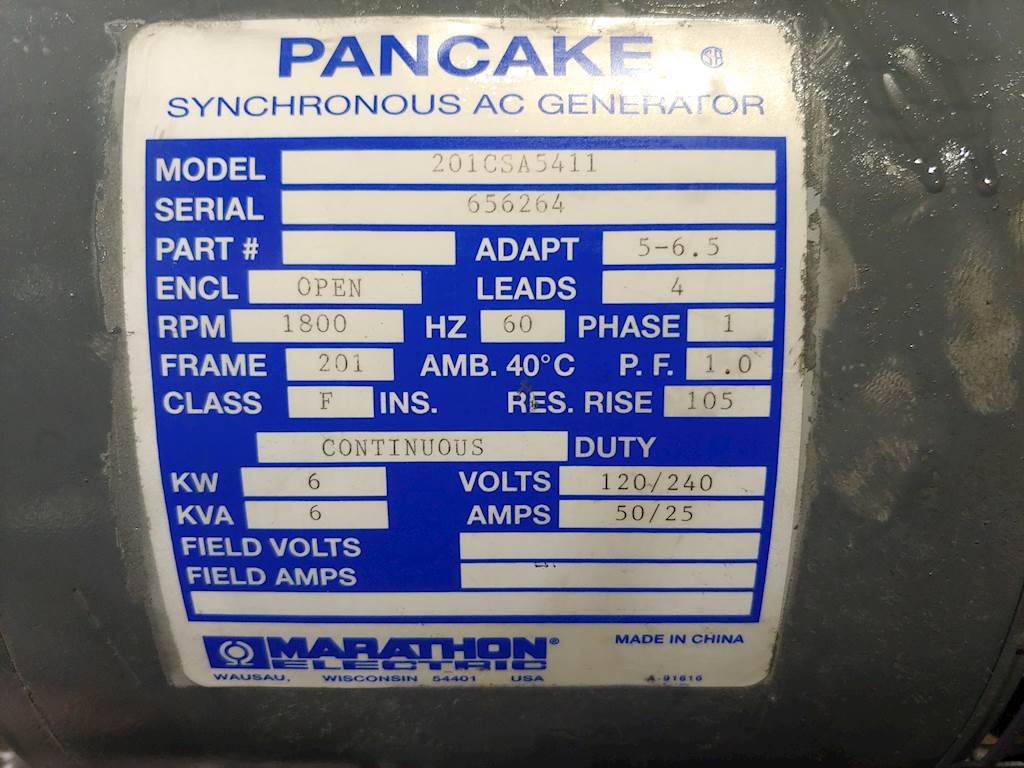 PANCAKE
SYNCHRONOUS AC GENERATOR
MODEL 201CSA5411
SERIAL 656264
PART # ADAPT 5-6.5
ENCL OPEN LEADS 4
RPM 1800 HZ 60 PHASE 1
FRAME 201 AMB. 40°C P. F. 1.0
CLASS F INS. RES. RISE 105
CONTINUOUS DUTY
KW 6 VOLTS 120/240
KVA 6 AMPS 50/25
FIELD VOLTS
FIELD AMPS
MARATHON® MADE IN CHINA
ELECTRIC
WAUSAU, WISCONSIN 54401 USA A-91616